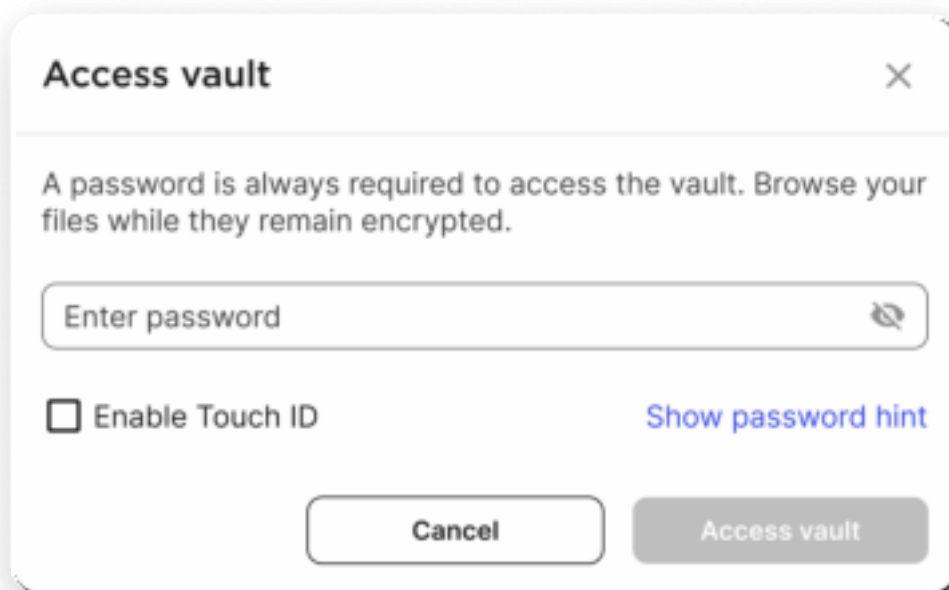 Access vault
A password is always required to access the vault. Browse your
files while they remain encrypted.
Enter password
Enable Touch ID
Show password hint
Cancel
Access vault